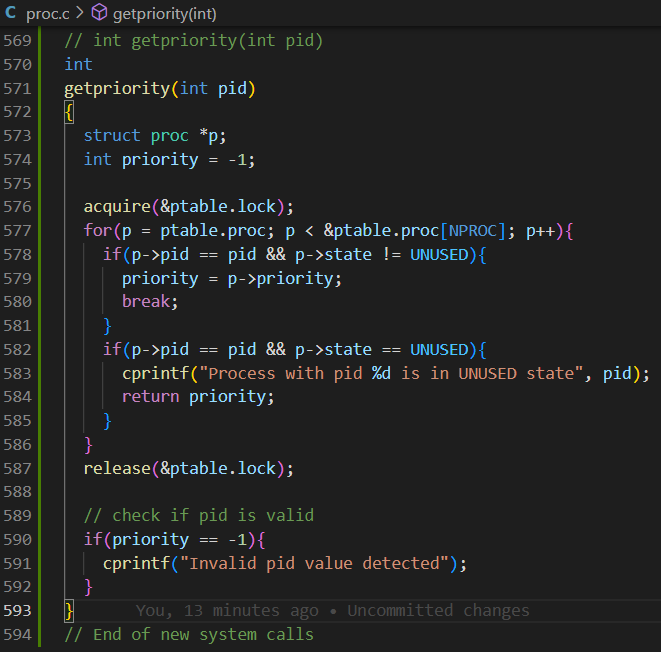 C proc.c > getpriority(int)
569 // int getpriority(int pid)
570 int
571 getpriority(int pid)
572 {
573   struct proc *p;
574   int priority = -1;
575
576   acquire(&ptable.lock);
577   for(p = ptable.proc; p < &ptable.proc[NPROC]; p++){
578     if(p->pid == pid && p->state != UNUSED){
579       priority = p->priority;
580       break;
581     }
582     if(p->pid == pid && p->state == UNUSED){
583       cprintf("Process with pid %d is in UNUSED state", pid);
584       return priority;
585     }
586   }
587   release(&ptable.lock);
588
589   // check if pid is valid
590   if(priority == -1){
591     cprintf("Invalid pid value detected");
592   }
593 }     You, 13 minutes ago • Uncommitted changes
594 // End of new system calls